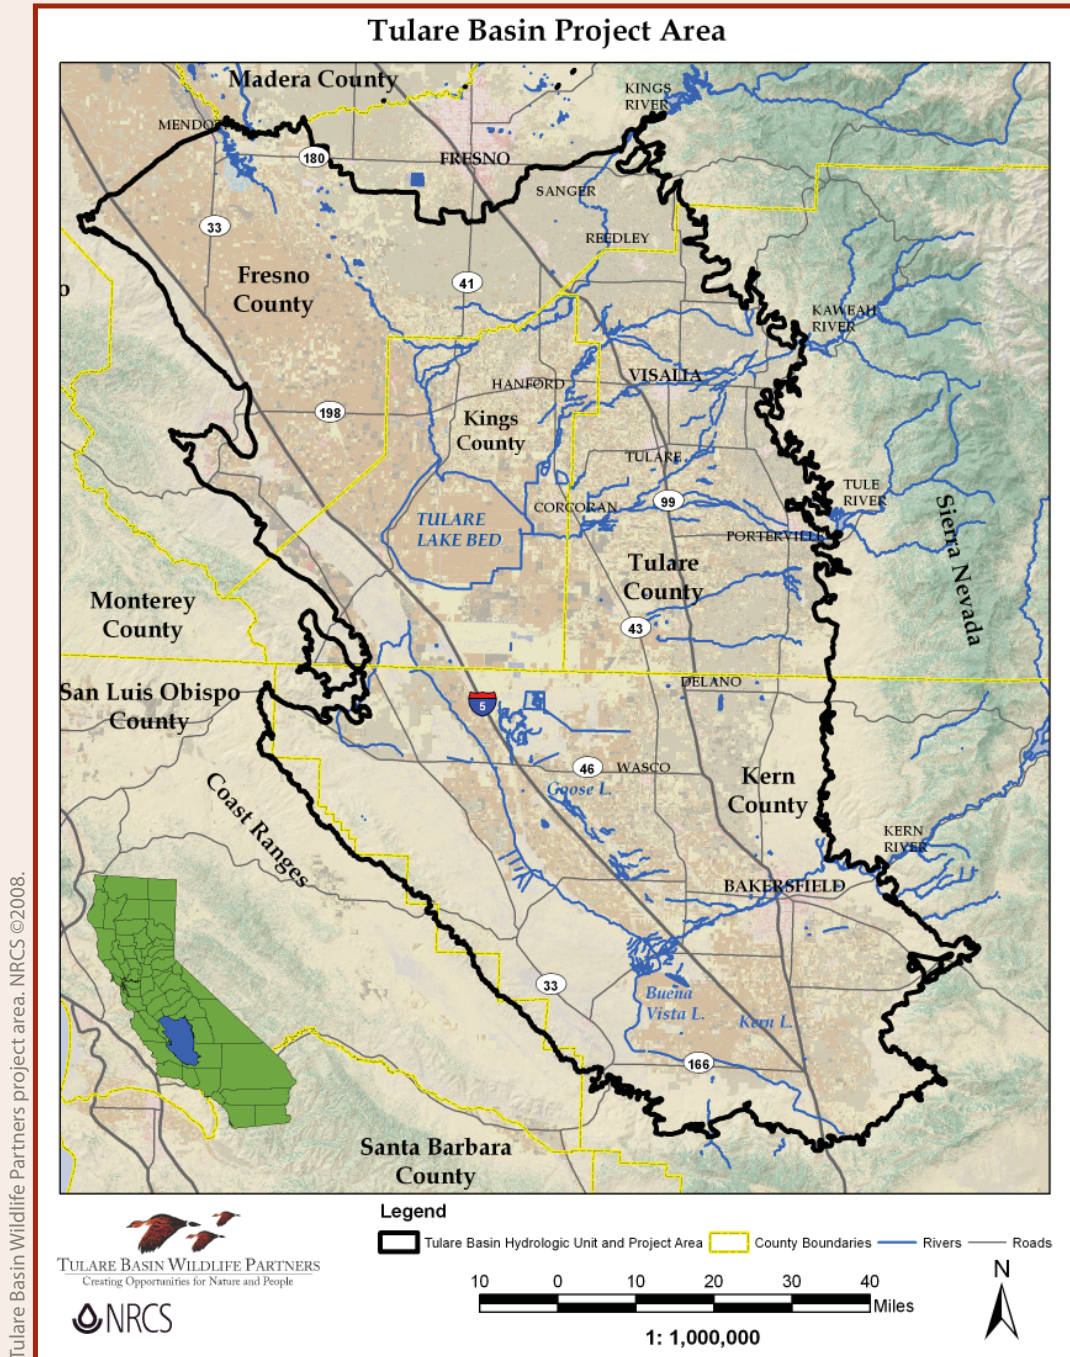 Tulare Basin Project Area
Madera County
KINGS
RIVER
MENDOTA
180
FRESNO
SANGER
33
REEDLEY
Fresno
County
41
KAWEAH
RIVER
HANFORD
VISALIA
198
Kings
County
TULARE
TULE
RIVER
99
CORCORAN
TULARE
LAKE BED
PORTERVILLE
Sierra Nevada
Tulare
County
Monterey
County
43
San Luis Obispo
County
DELANO
5
46
WASCO
Goose L.
Kern
County
Coast Ranges
KERN
RIVER
BAKERSFIELD
33
Buena
Vista L.
Kern L.
166
Santa Barbara
County
Tulare Basin Wildlife Partners project area. NRCS ©2008.
Legend
Tulare Basin Hydrologic Unit and Project Area
County Boundaries
Rivers
Roads
TULARE BASIN WILDLIFE PARTNERS
Creating Opportunities for Nature and People
NRCS
10 0 10 20 30 40
Miles
1: 1,000,000
N